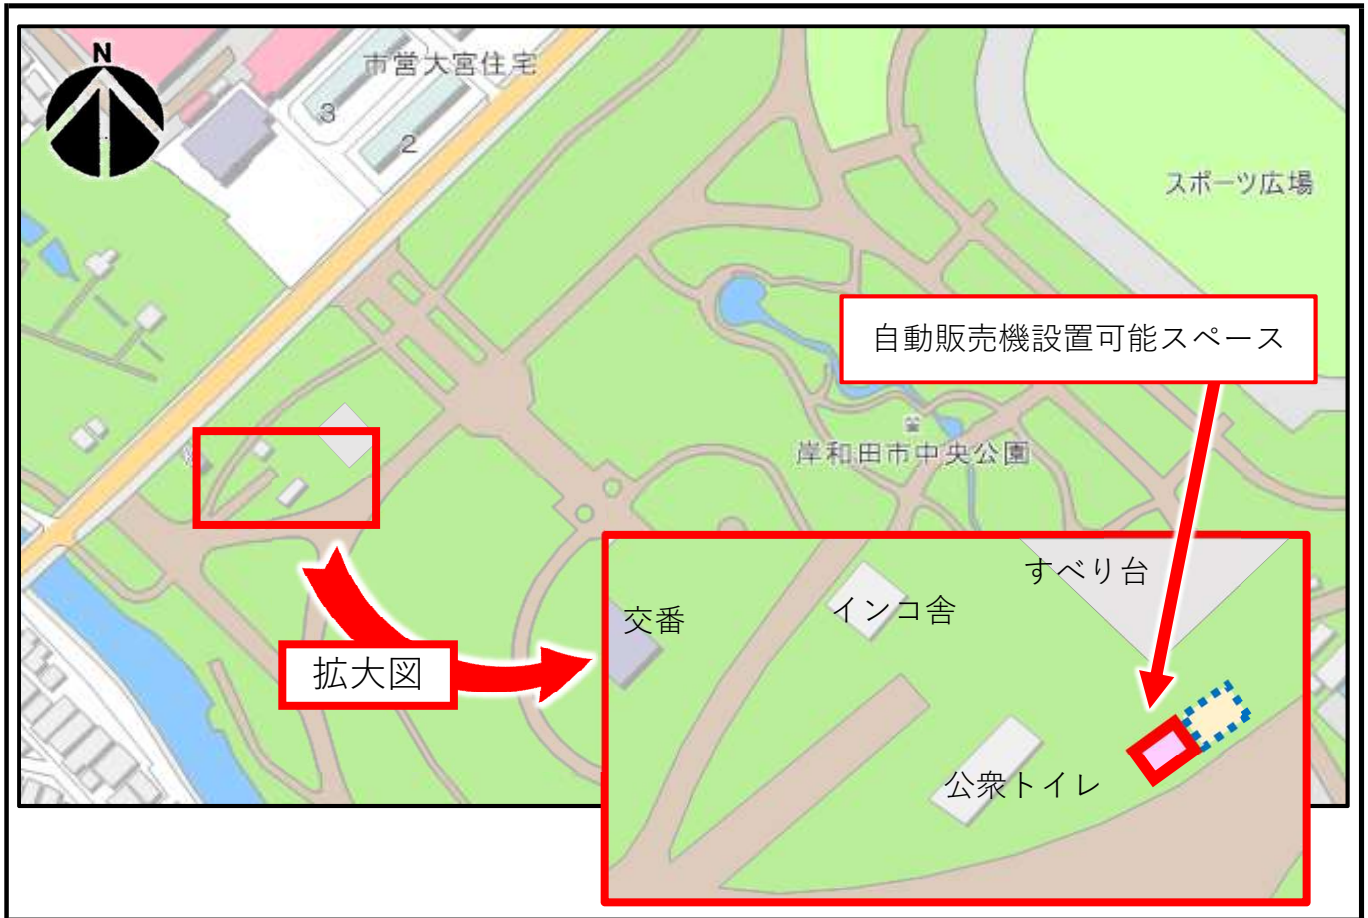 N
市営大宮住宅
3
2
スポーツ広場
自動販売機設置可能スペース
岸和田市中央公園
すべり台
交番
インコ舎
拡大図
公衆トイレ